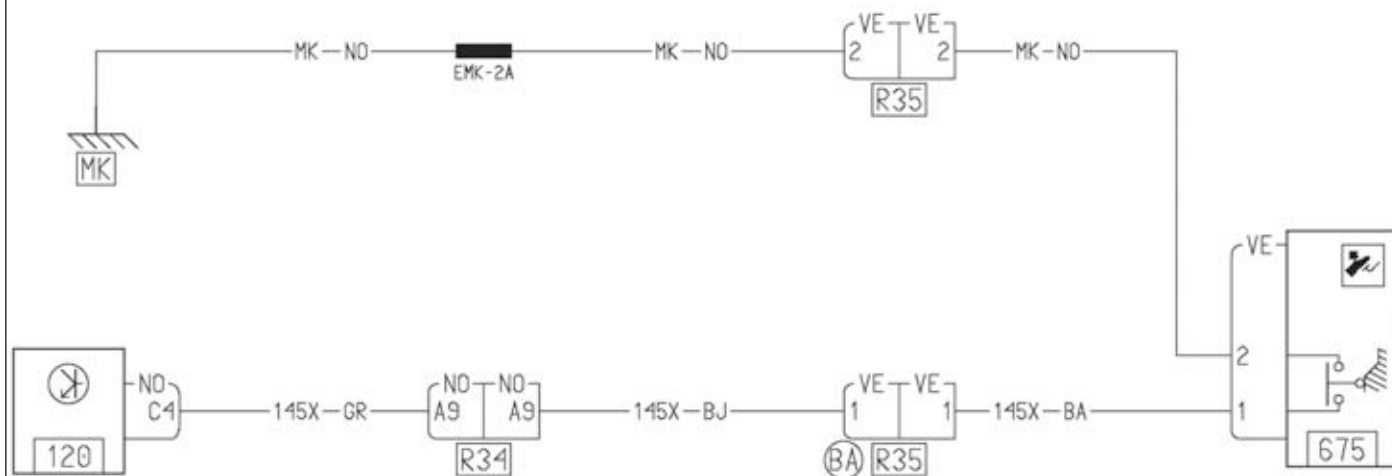 MK-NO EMK-2A MK-NO VE VE MK-NO
2 2
R35
MK
VE
2
NO C4 145X-GR NO NO 145X-BJ VE VE 145X-BA 1
A9 A9 1 1
120 R34 BA R35 675